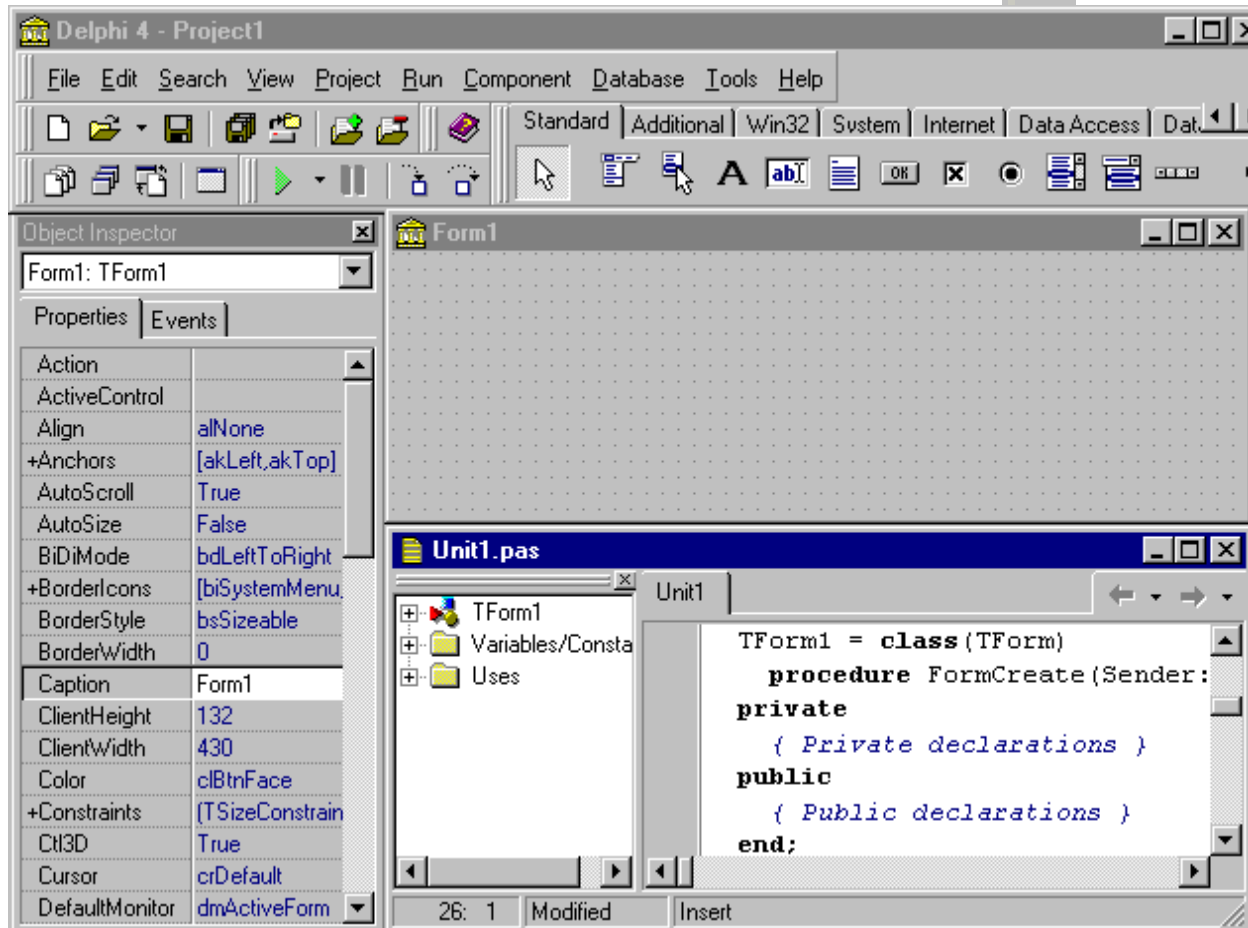 Delphi 4 - Project1
File Edit Search View Project Run Component Database Tools Help
Standard Additional Win32 System Internet Data Access Dat
A ab OK
Object Inspector
Form1: TForm1
Properties Events
Action
ActiveControl
Align alNone
+Anchors [akLeft,akTop]
AutoScroll True
AutoSize False
BiDiMode bdLeftToRight
+BorderIcons [biSystemMenu,
BorderStyle bsSizeable
BorderWidth 0
Caption Form1
ClientHeight 132
ClientWidth 430
Color clBtnFace
+Constraints (TSizeConstrain
Ctl3D True
Cursor crDefault
DefaultMonitor dmActiveForm
Form1
Unit1.pas
TForm1
Variables/Consta
Uses
Unit1
TForm1 = class(TForm)
procedure FormCreate(Sender:
private
{ Private declarations }
public
{ Public declarations }
end;
26: 1 Modified Insert